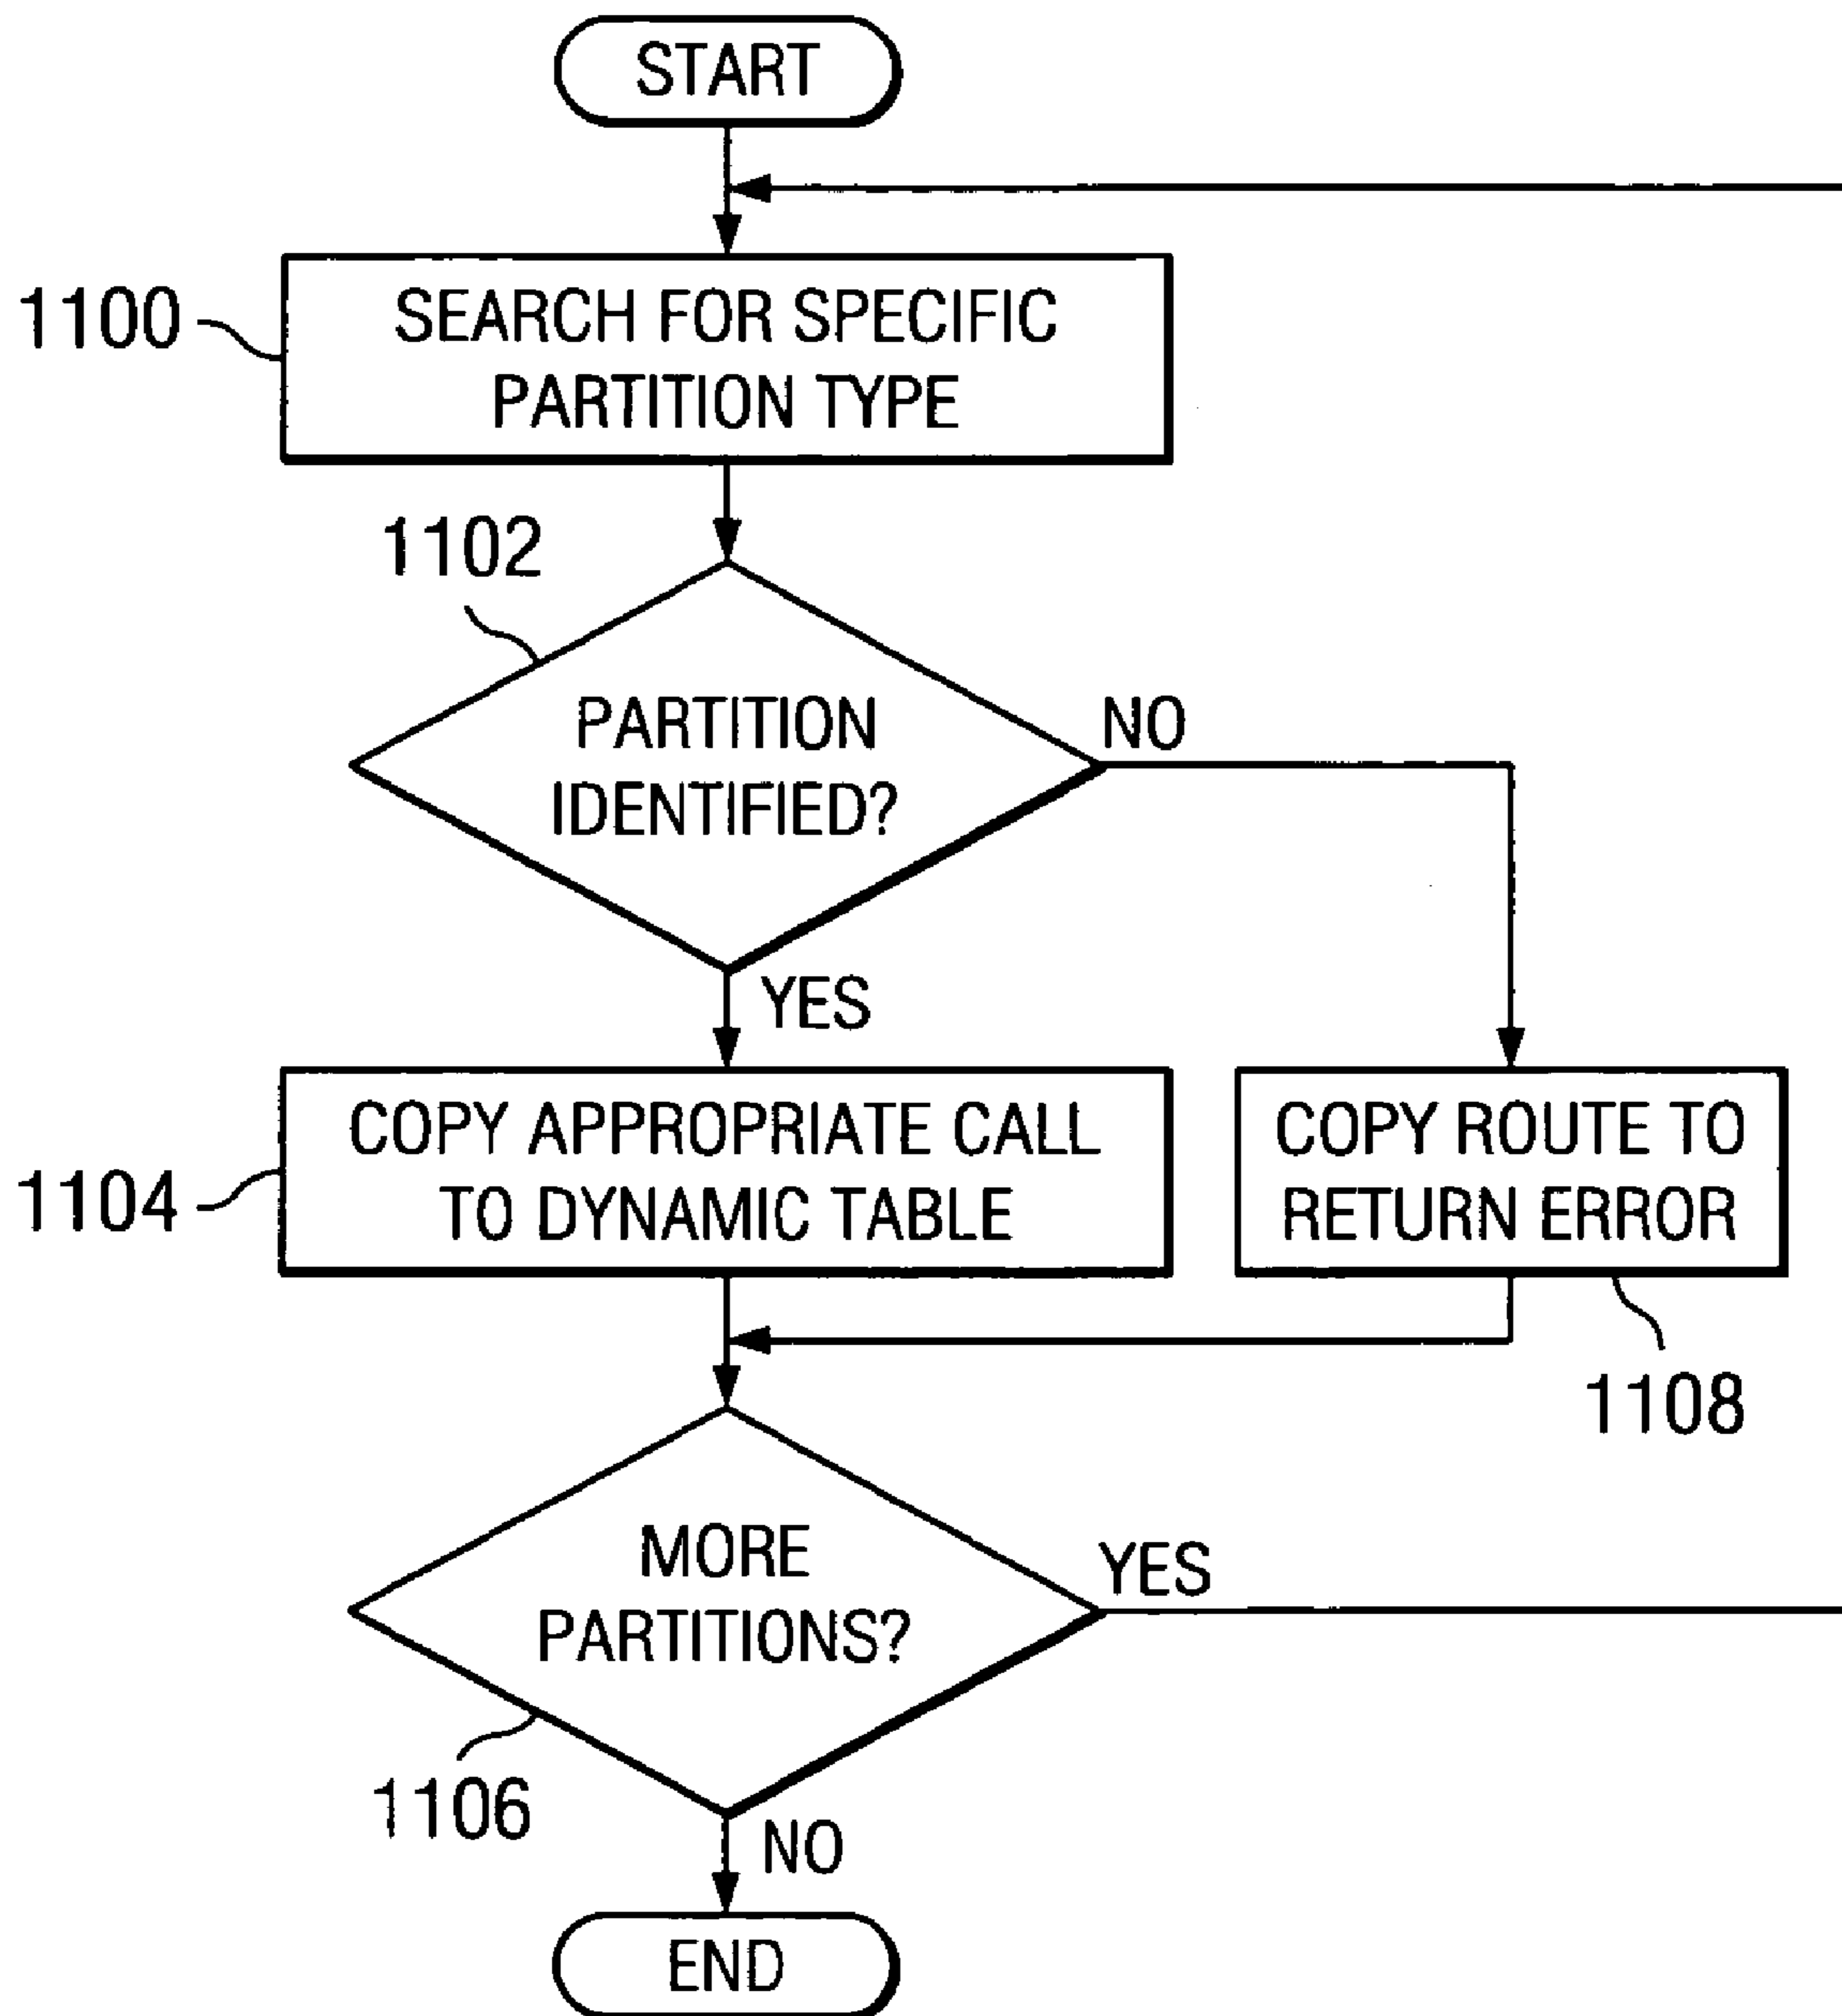 START
1100
SEARCH FOR SPECIFIC
PARTITION TYPE
1102
PARTITION
IDENTIFIED?
NO
YES
1104
COPY APPROPRIATE CALL
TO DYNAMIC TABLE
COPY ROUTE TO
RETURN ERROR
1108
MORE
PARTITIONS?
YES
1106
NO
END